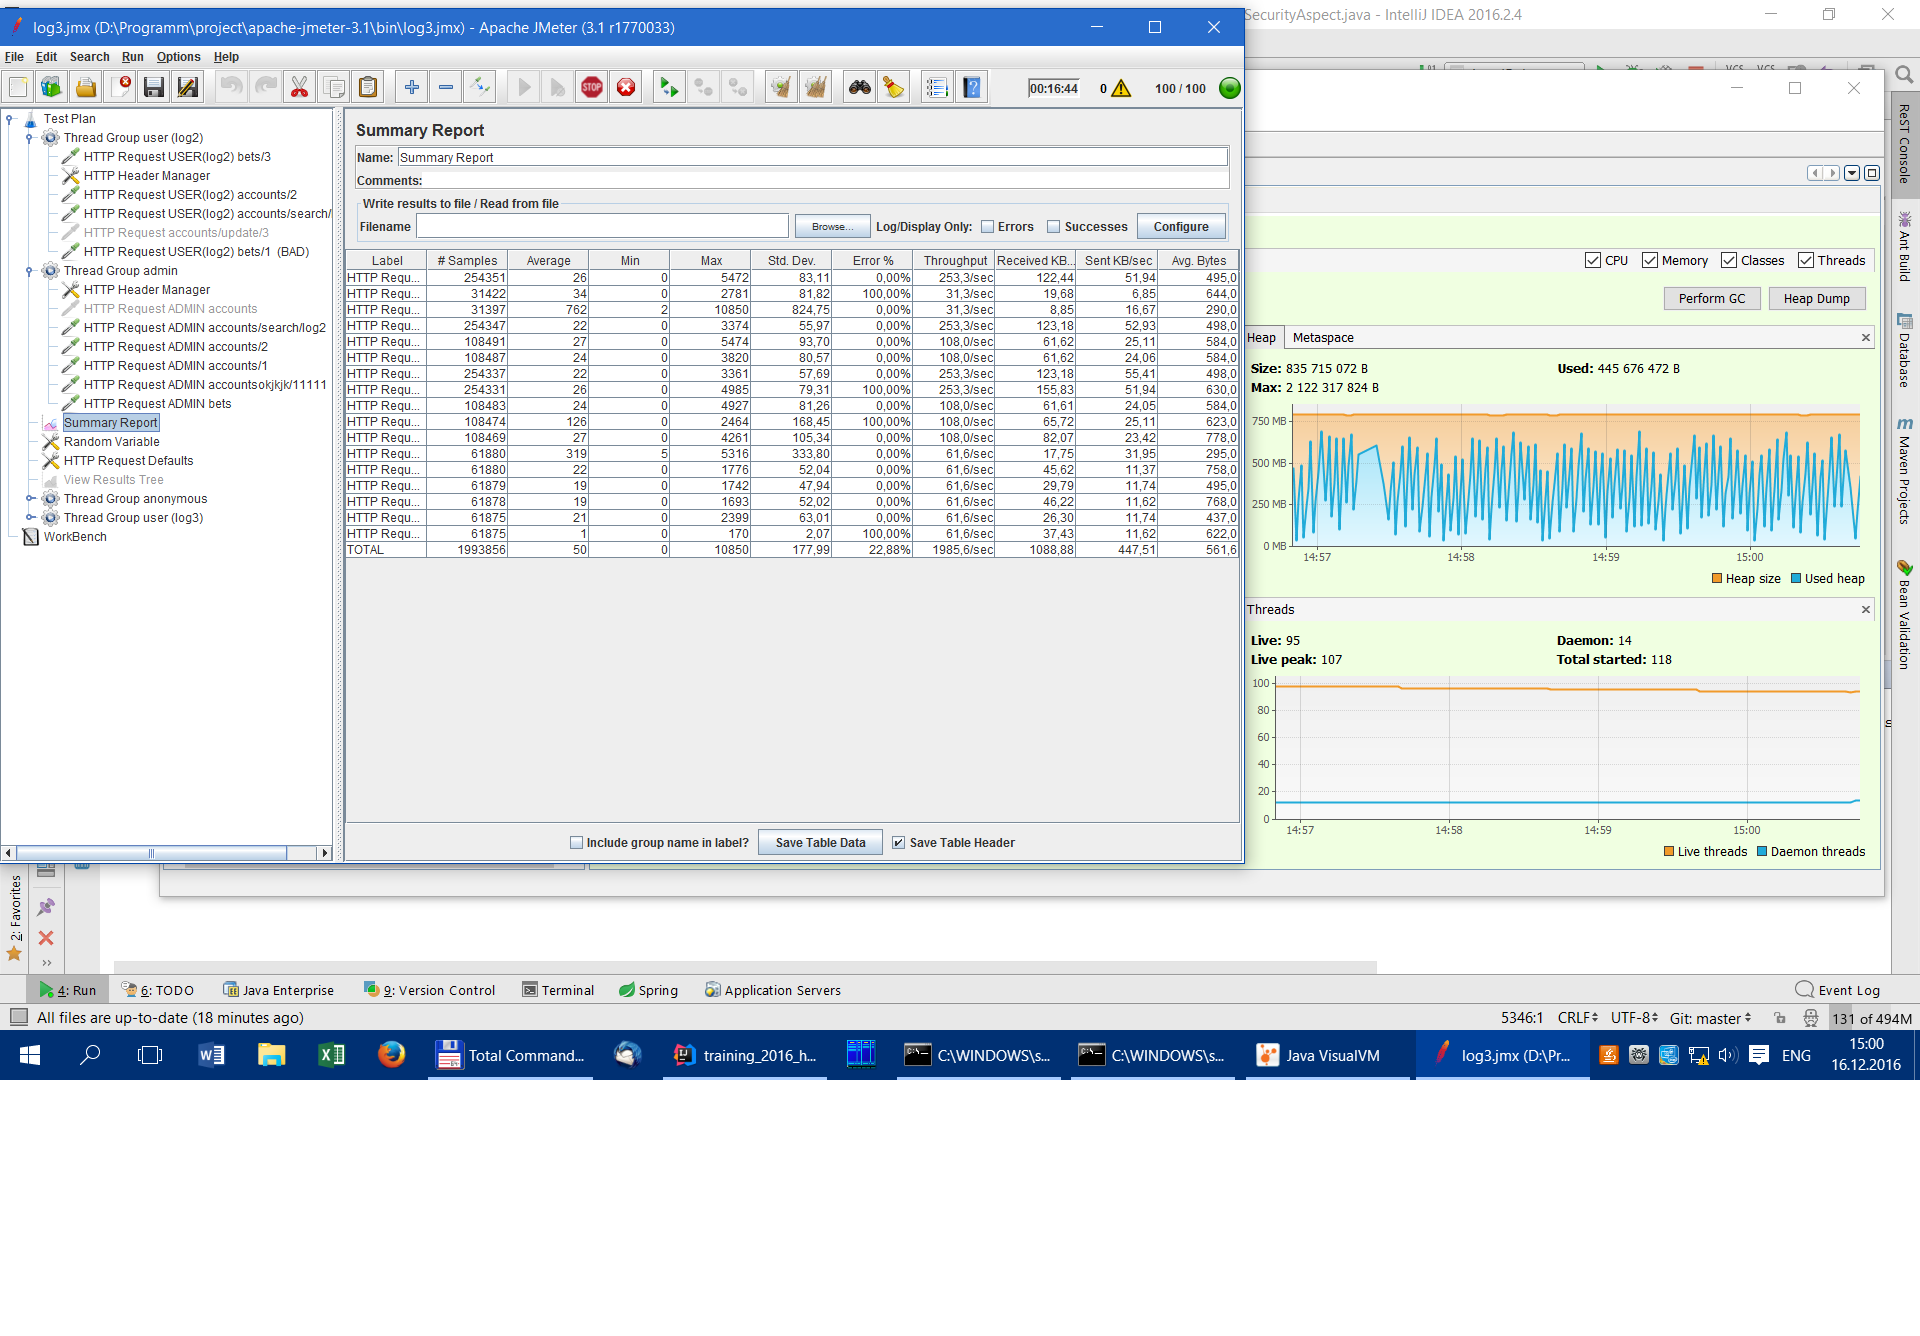 log3.jmx (D:\Programm\project\apache-jmeter-3.1\bin\log3.jmx) - Apache JMeter (3.1 r1770033)
SecurityAspect.java - IntelliJ IDEA 2016.2.4
File Edit Search Run Options Help
STOP
00:16:44 0 100 / 100
Test Plan
Thread Group user (log2)
HTTP Request USER(log2) bets/3
HTTP Header Manager
HTTP Request USER(log2) accounts/2
HTTP Request USER(log2) accounts/search/
HTTP Request accounts/update/3
HTTP Request USER(log2) bets/1 (BAD)
Thread Group admin
HTTP Header Manager
HTTP Request ADMIN accounts
HTTP Request ADMIN accounts/search/log2
HTTP Request ADMIN accounts/2
HTTP Request ADMIN accounts/1
HTTP Request ADMIN accountsokjkjk/11111
HTTP Request ADMIN bets
Summary Report
Random Variable
HTTP Request Defaults
View Results Tree
Thread Group anonymous
Thread Group user (log3)
WorkBench
Summary Report
Name: Summary Report
Comments:
Write results to file / Read from file
Filename Browse... Log/Display Only: Errors Successes Configure
Label # Samples Average Min Max Std. Dev. Error % Throughput Received KB... Sent KB/sec Avg. Bytes
HTTP Requ... 254351 26 0 5472 83,11 0,00% 253,3/sec 122,44 51,94 495,0
HTTP Requ... 31422 34 0 2781 81,82 100,00% 31,3/sec 19,68 6,85 644,0
HTTP Requ... 31397 762 2 10850 824,75 0,00% 31,3/sec 8,85 16,67 290,0
HTTP Requ... 254347 22 0 3374 55,97 0,00% 253,3/sec 123,18 52,93 498,0
HTTP Requ... 108491 27 0 5474 93,70 0,00% 108,0/sec 61,62 25,11 584,0
HTTP Requ... 108487 24 0 3820 80,57 0,00% 108,0/sec 61,62 24,06 584,0
HTTP Requ... 254337 22 0 3361 57,69 0,00% 253,3/sec 123,18 55,41 498,0
HTTP Requ... 254331 26 0 4985 79,31 100,00% 253,3/sec 155,83 51,94 630,0
HTTP Requ... 108483 24 0 4927 81,26 0,00% 108,0/sec 61,61 24,05 584,0
HTTP Requ... 108474 126 0 2464 168,45 100,00% 108,0/sec 65,72 25,11 623,0
HTTP Requ... 108469 27 0 4261 105,34 0,00% 108,0/sec 82,07 23,42 778,0
HTTP Requ... 61880 319 5 5316 333,80 0,00% 61,6/sec 17,75 31,95 295,0
HTTP Requ... 61880 22 0 1776 52,04 0,00% 61,6/sec 45,62 11,37 758,0
HTTP Requ... 61879 19 0 1742 47,94 0,00% 61,6/sec 29,79 11,74 495,0
HTTP Requ... 61878 19 0 1693 52,02 0,00% 61,6/sec 46,22 11,62 768,0
HTTP Requ... 61875 21 0 2399 63,01 0,00% 61,6/sec 26,30 11,74 437,0
HTTP Requ... 61875 1 0 170 2,07 100,00% 61,6/sec 37,43 11,62 622,0
TOTAL 1993856 50 0 10850 177,99 22,88% 1985,6/sec 1088,88 447,51 561,6
Include group name in label? Save Table Data Save Table Header
CPU Memory Classes Threads
Perform GC Heap Dump
Heap Metaspace
Size: 835 715 072 B Used: 445 676 472 B
Max: 2 122 317 824 B
750 MB
500 MB
250 MB
0 MB
14:57 14:58 14:59 15:00
Heap size Used heap
Threads
Live: 95 Daemon: 14
Live peak: 107 Total started: 118
100
80
60
40
20
0
14:57 14:58 14:59 15:00
Live threads Daemon threads
ReST Console
Ant Build
Database
m Maven Projects
Bean Validation
2: Favorites
4: Run 6: TODO Java Enterprise 9: Version Control Terminal Spring Application Servers Event Log
All files are up-to-date (18 minutes ago) 5346:1 CRLF UTF-8 Git: master 131 of 494M
Total Command... training_2016_h... C:\WINDOWS\s... C:\WINDOWS\s... Java VisualVM log3.jmx (D:\Pr... ENG
15:00
16.12.2016